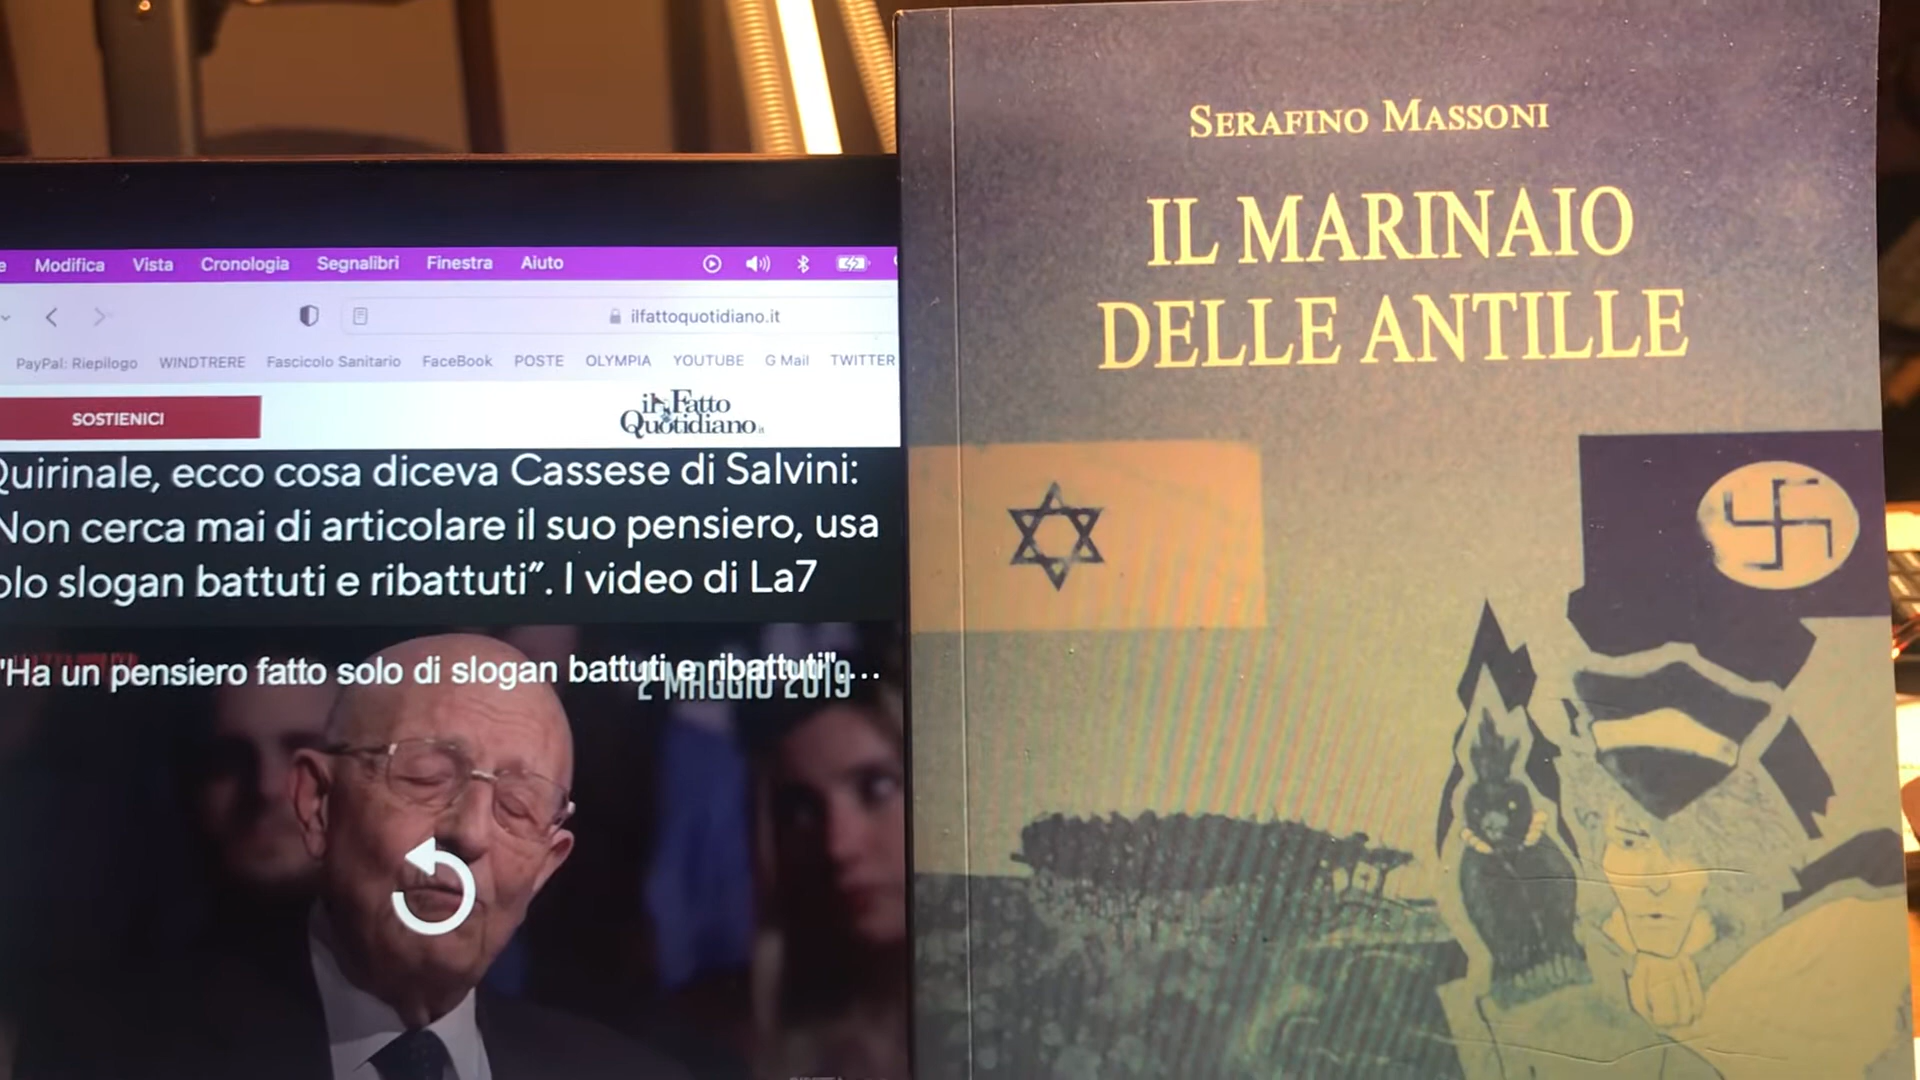 Modifica Vista Cronologia Segnalibri Finestra Aiuto
ilfattoquotidiano.it
PayPal: Riepilogo WINDTRERE Fascicolo Sanitario FaceBook POSTE OLYMPIA YOUTUBE G Mail TWITTER
SOSTIENICI
il Fatto
Quotidiano.it
Quirinale, ecco cosa diceva Cassese di Salvini:
Non cerca mai di articolare il suo pensiero, usa
olo slogan battuti e ribattuti”. I video di La7
"Ha un pensiero fatto solo di slogan battuti e ribattuti"...
2 MAGGIO 2019
SERAFINO MASSONI
IL MARINAIO
DELLE ANTILLE